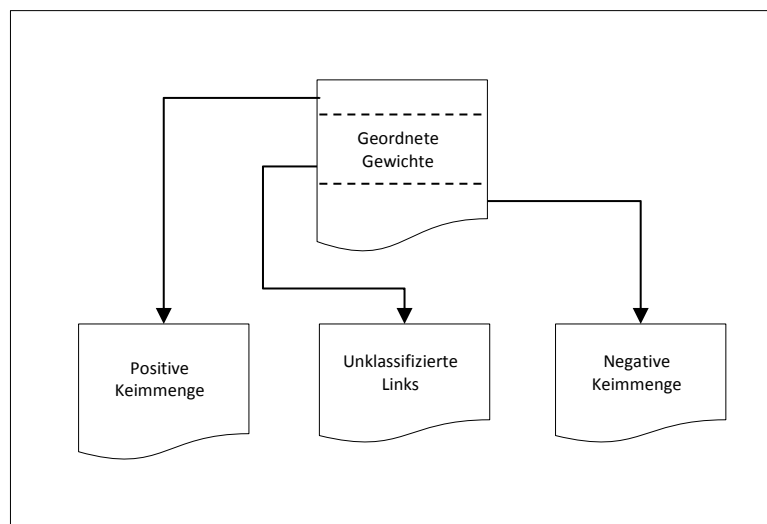 Geordnete
Gewichte
Positive
Keimmenge
Unklassifizierte
Links
Negative
Keimmenge